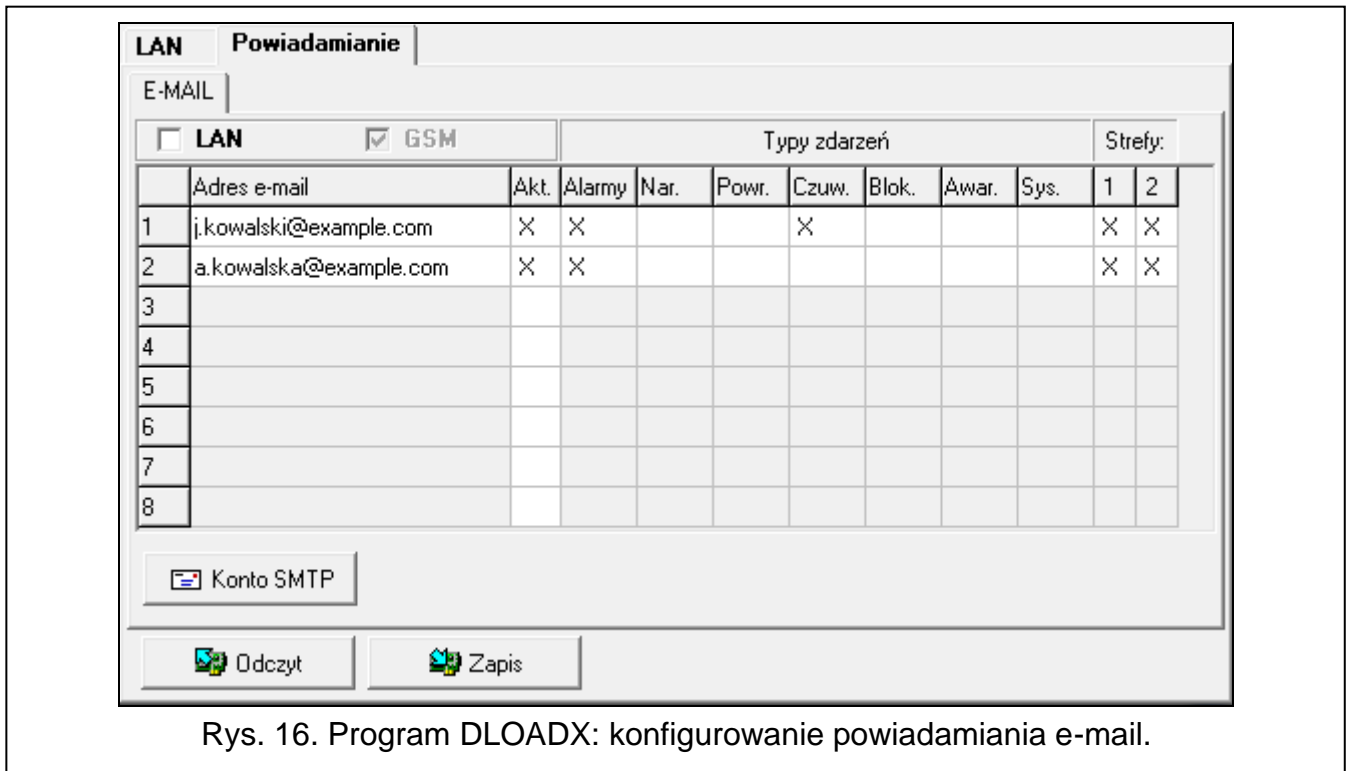 LAN Powiadamianie
E-MAIL
LAN GSM Typy zdarzeń Strefy:
Adres e-mail Akt. Alarmy Nar. Powr. Czuw. Blok. Awar. Sys. 1 2
1 j.kowalski@example.com X X X X X
2 a.kowalska@example.com X X X X
3
4
5
6
7
8
Konto SMTP
Odczyt Zapis
Rys. 16. Program DLOADX: konfigurowanie powiadamiania e-mail.